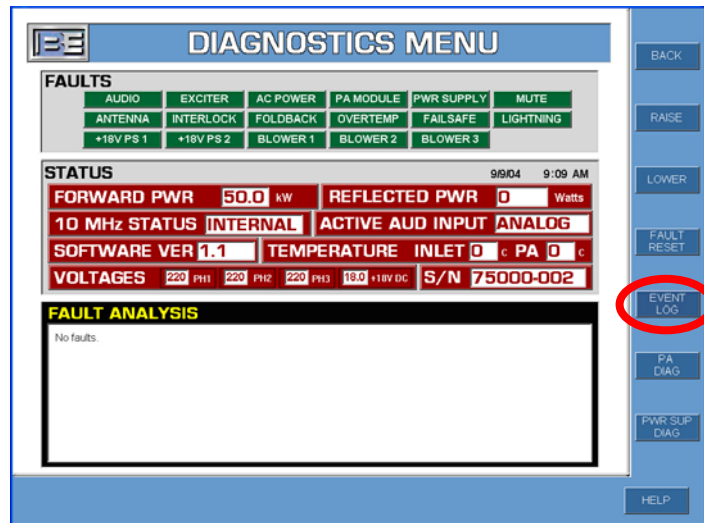 BE
DIAGNOSTICS MENU
BACK
FAULTS
AUDIO EXCITER AC POWER PA MODULE PWR SUPPLY MUTE
ANTENNA INTERLOCK FOLDBACK OVERTEMP FAILSAFE LIGHTNING
+18V PS 1 +18V PS 2 BLOWER 1 BLOWER 2 BLOWER 3
RAISE
STATUS 9/9/04 9:09 AM
LOWER
FORWARD PWR 50.0 kW REFLECTED PWR 0 Watts
10 MHz STATUS INTERNAL ACTIVE AUD INPUT ANALOG
SOFTWARE VER 1.1 TEMPERATURE INLET 0 c PA 0 c
VOLTAGES 220 PH1 220 PH2 220 PH3 18.0 +18V DC S/N 75000-002
FAULT
RESET
EVENT
LOG
FAULT ANALYSIS
No faults.
PA
DIAG
PWR SUP
DIAG
HELP